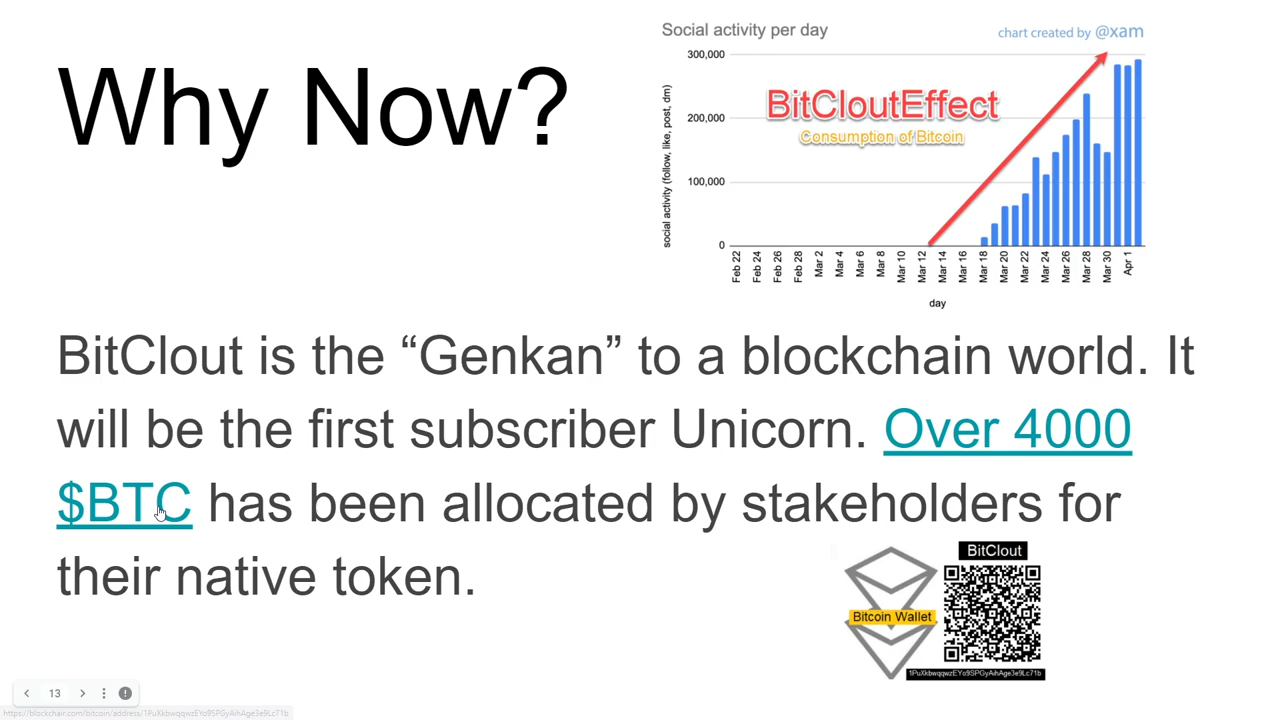 Social activity per day
chart created by @xam
Why Now?
300,000
200,000
100,000
0
social activity (follow, like, post, dm)
BitCloutEffect
Consumption of Bitcoin
Feb 22
Feb 24
Feb 26
Feb 28
Mar 2
Mar 4
Mar 6
Mar 8
Mar 10
Mar 12
Mar 14
Mar 16
Mar 18
Mar 20
Mar 22
Mar 24
Mar 26
Mar 28
Mar 30
Apr 1
day
BitClout is the “Genkan” to a blockchain world. It
will be the first subscriber Unicorn. Over 4000
$BTC has been allocated by stakeholders for
their native token.
BitClout
Bitcoin Wallet
13